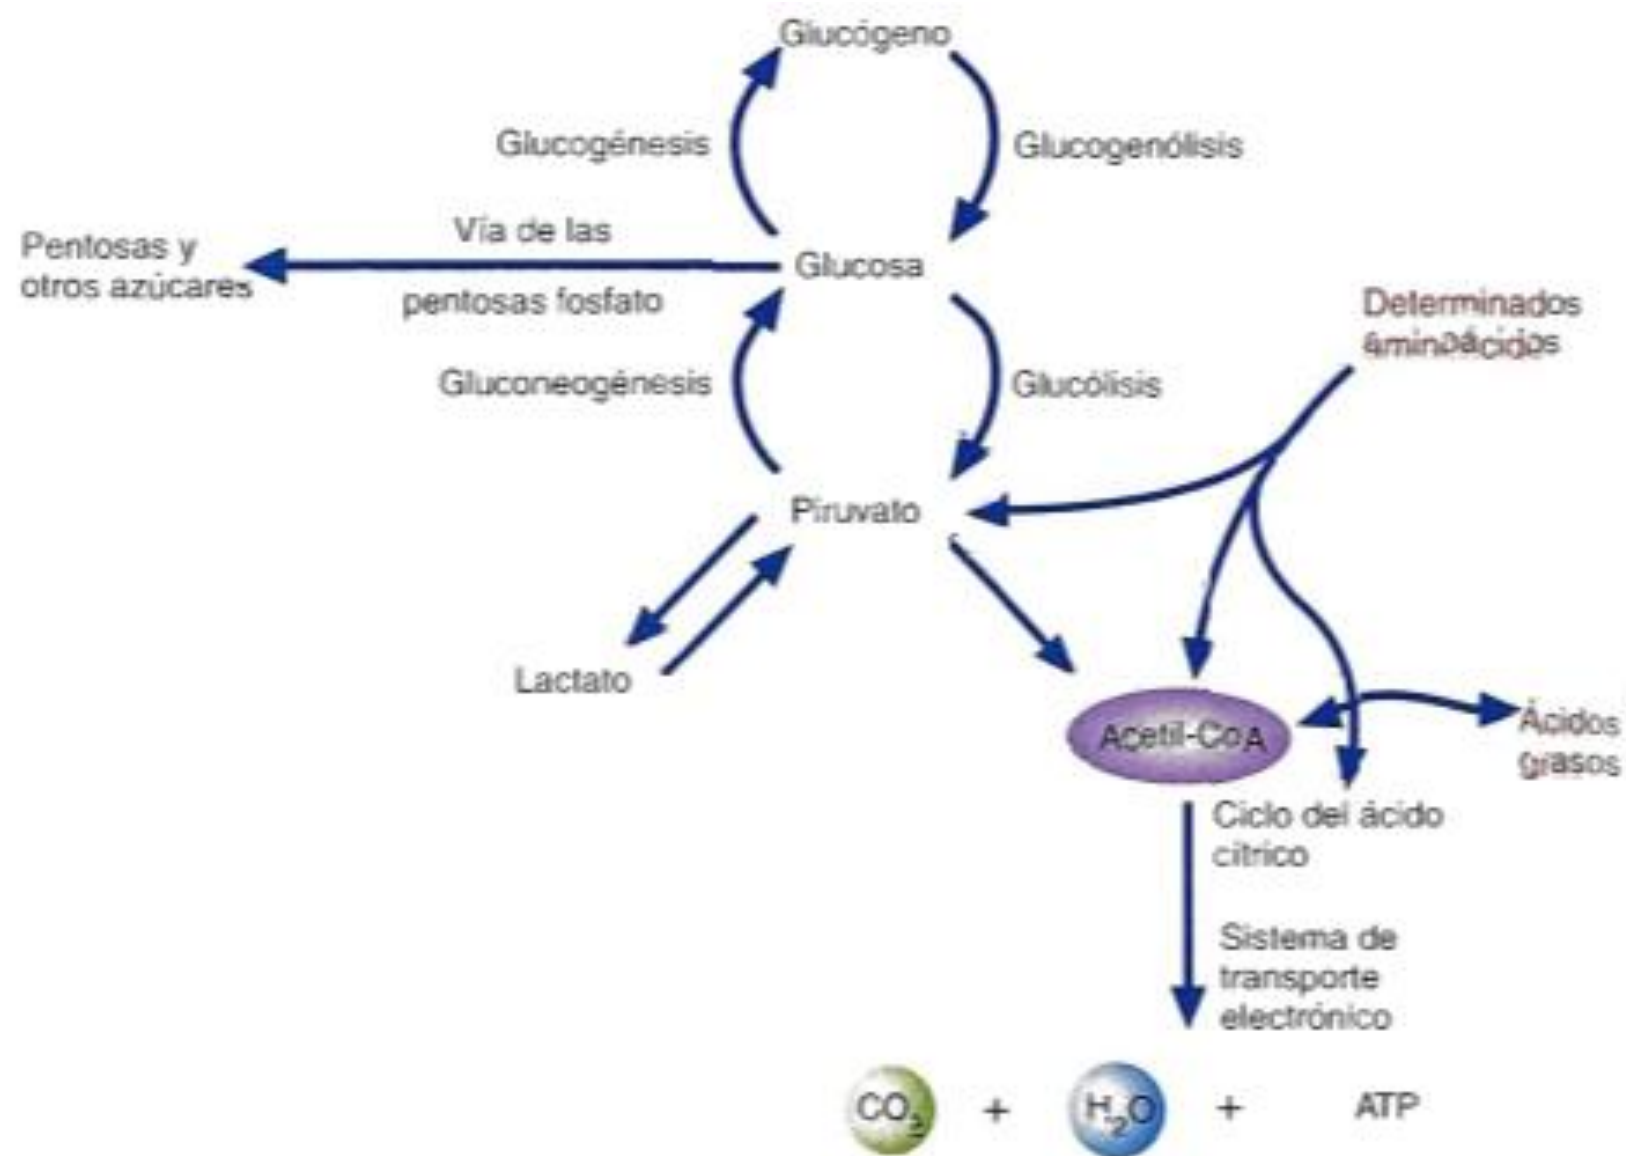 Glucógeno
Glucogénesis
Glucogenólisis
Vía de las
Pentosas y
otros azúcares
Glucosa
pentosas fosfato
Determinados
aminoácidos
Gluconeogénesis
Glucólisis
Piruvato
Lactato
Acetil-CoA
Ácidos
grasos
Ciclo del ácido
cítrico
Sistema de
transporte
electrónico
CO2 + H2O + ATP